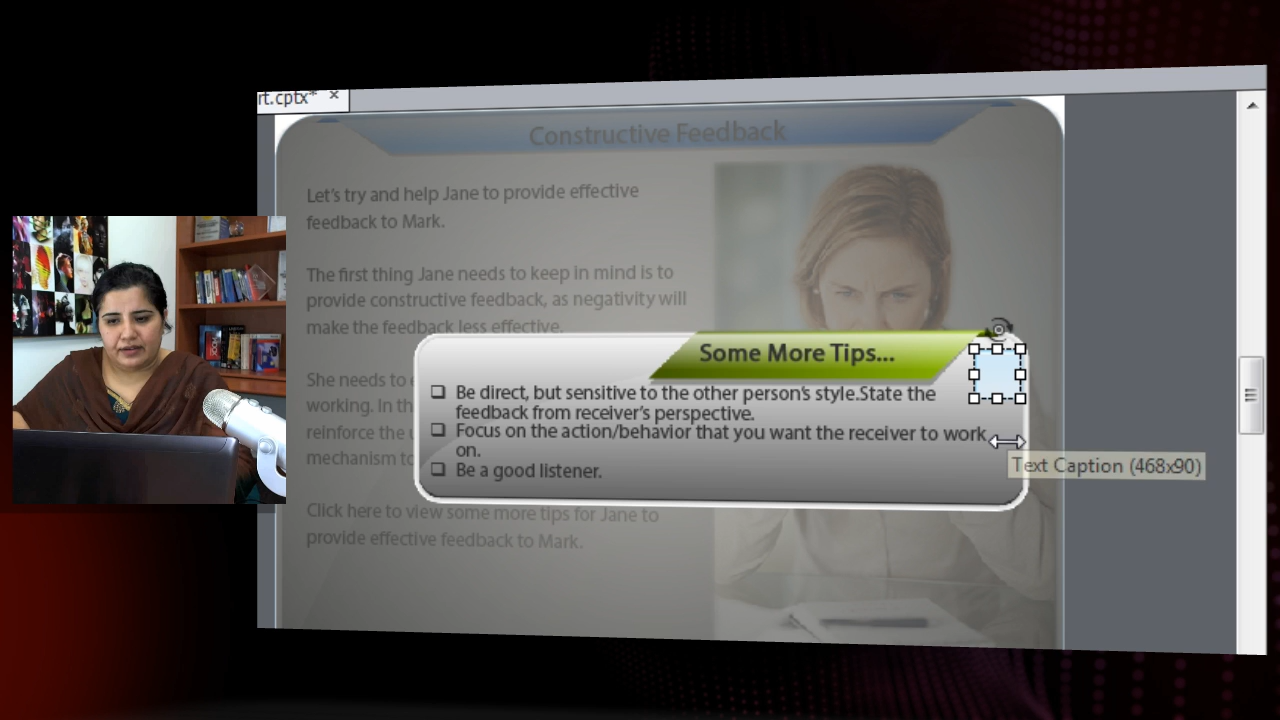 rt.cptx* ×
Constructive Feedback
Let's try and help Jane to provide effective
feedback to Mark.
The first thing Jane needs to keep in mind is to
provide constructive feedback, as negativity will
make the feedback less effective.
Some More Tips...
She needs to
❑ Be direct, but sensitive to the other person's style.State the
working. In th
feedback from receiver's perspective.
reinforce the
❑ Focus on the action/behavior that you want the receiver to work
on.
mechanism to
❑ Be a good listener.
Text Caption (468x90)
Click here to view some more tips for Jane to
provide effective feedback to Mark.